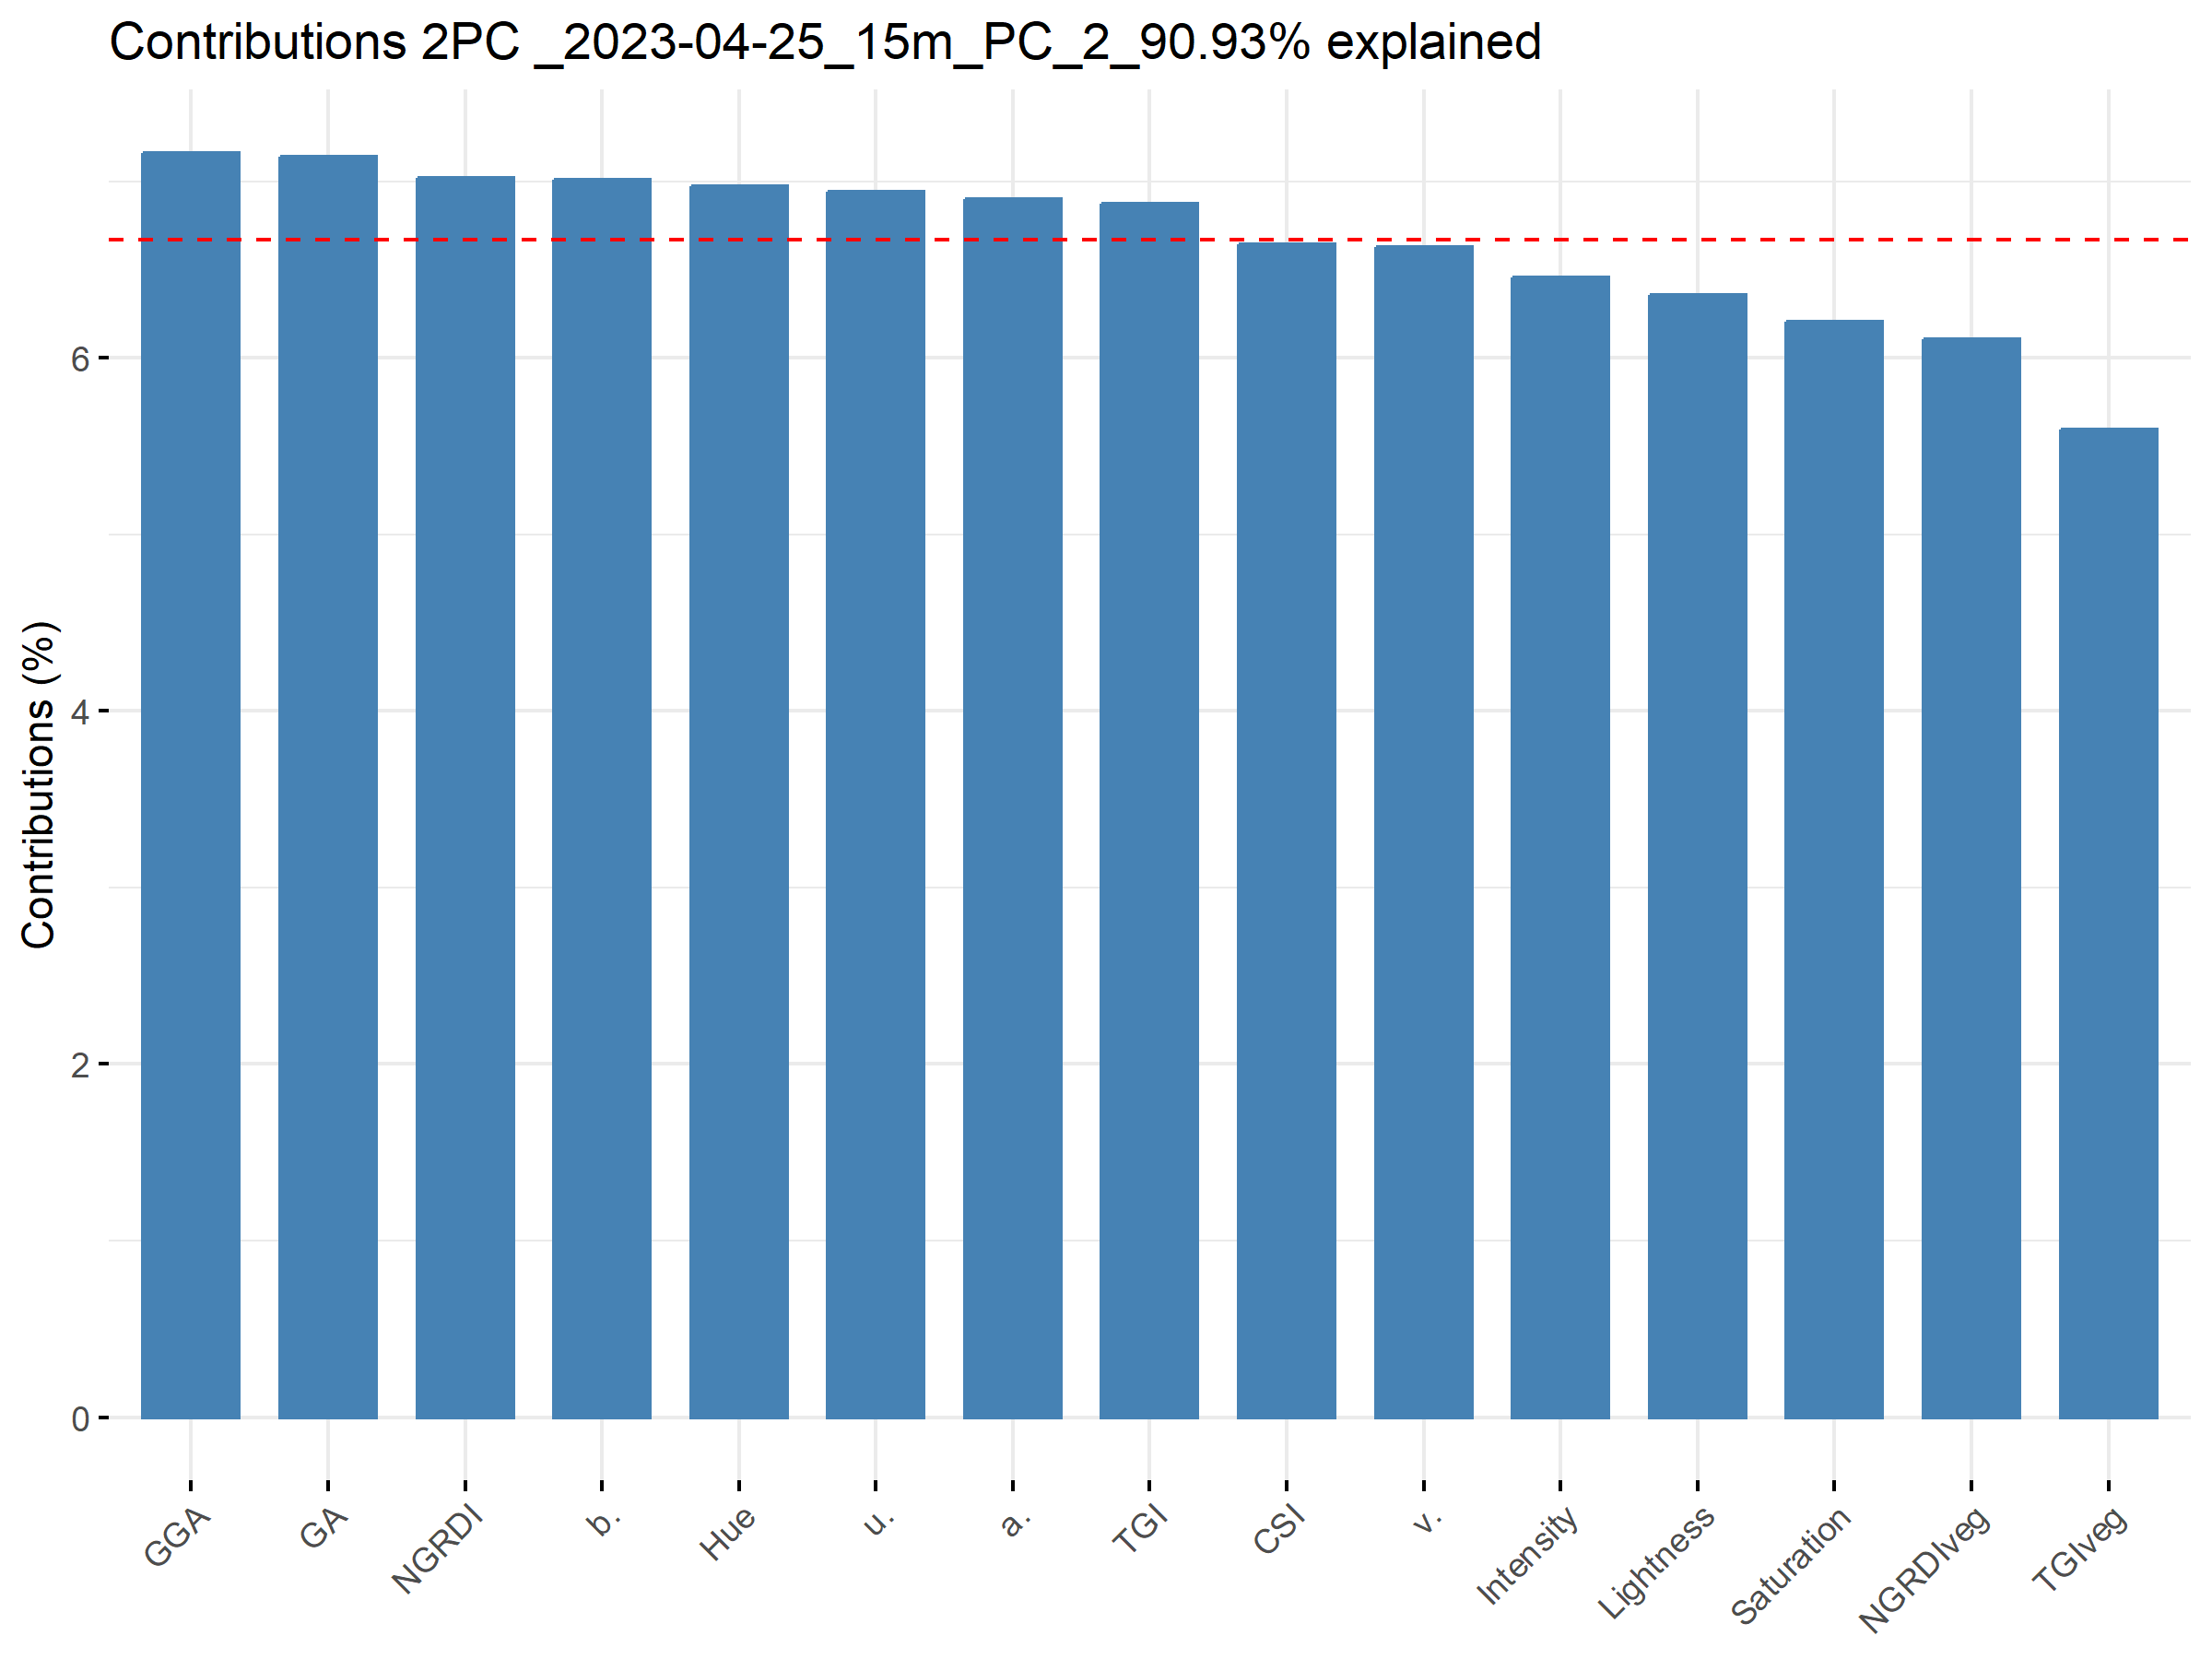 Contributions 2PC _2023-04-25_15m_PC_2_90.93% explained
Contributions (%)
6
4
2
0
GGA
GA
NGRDI
b.
Hue
u.
a.
TGI
CSI
v.
Intensity
Lightness
Saturation
NGRDIveg
TGIveg